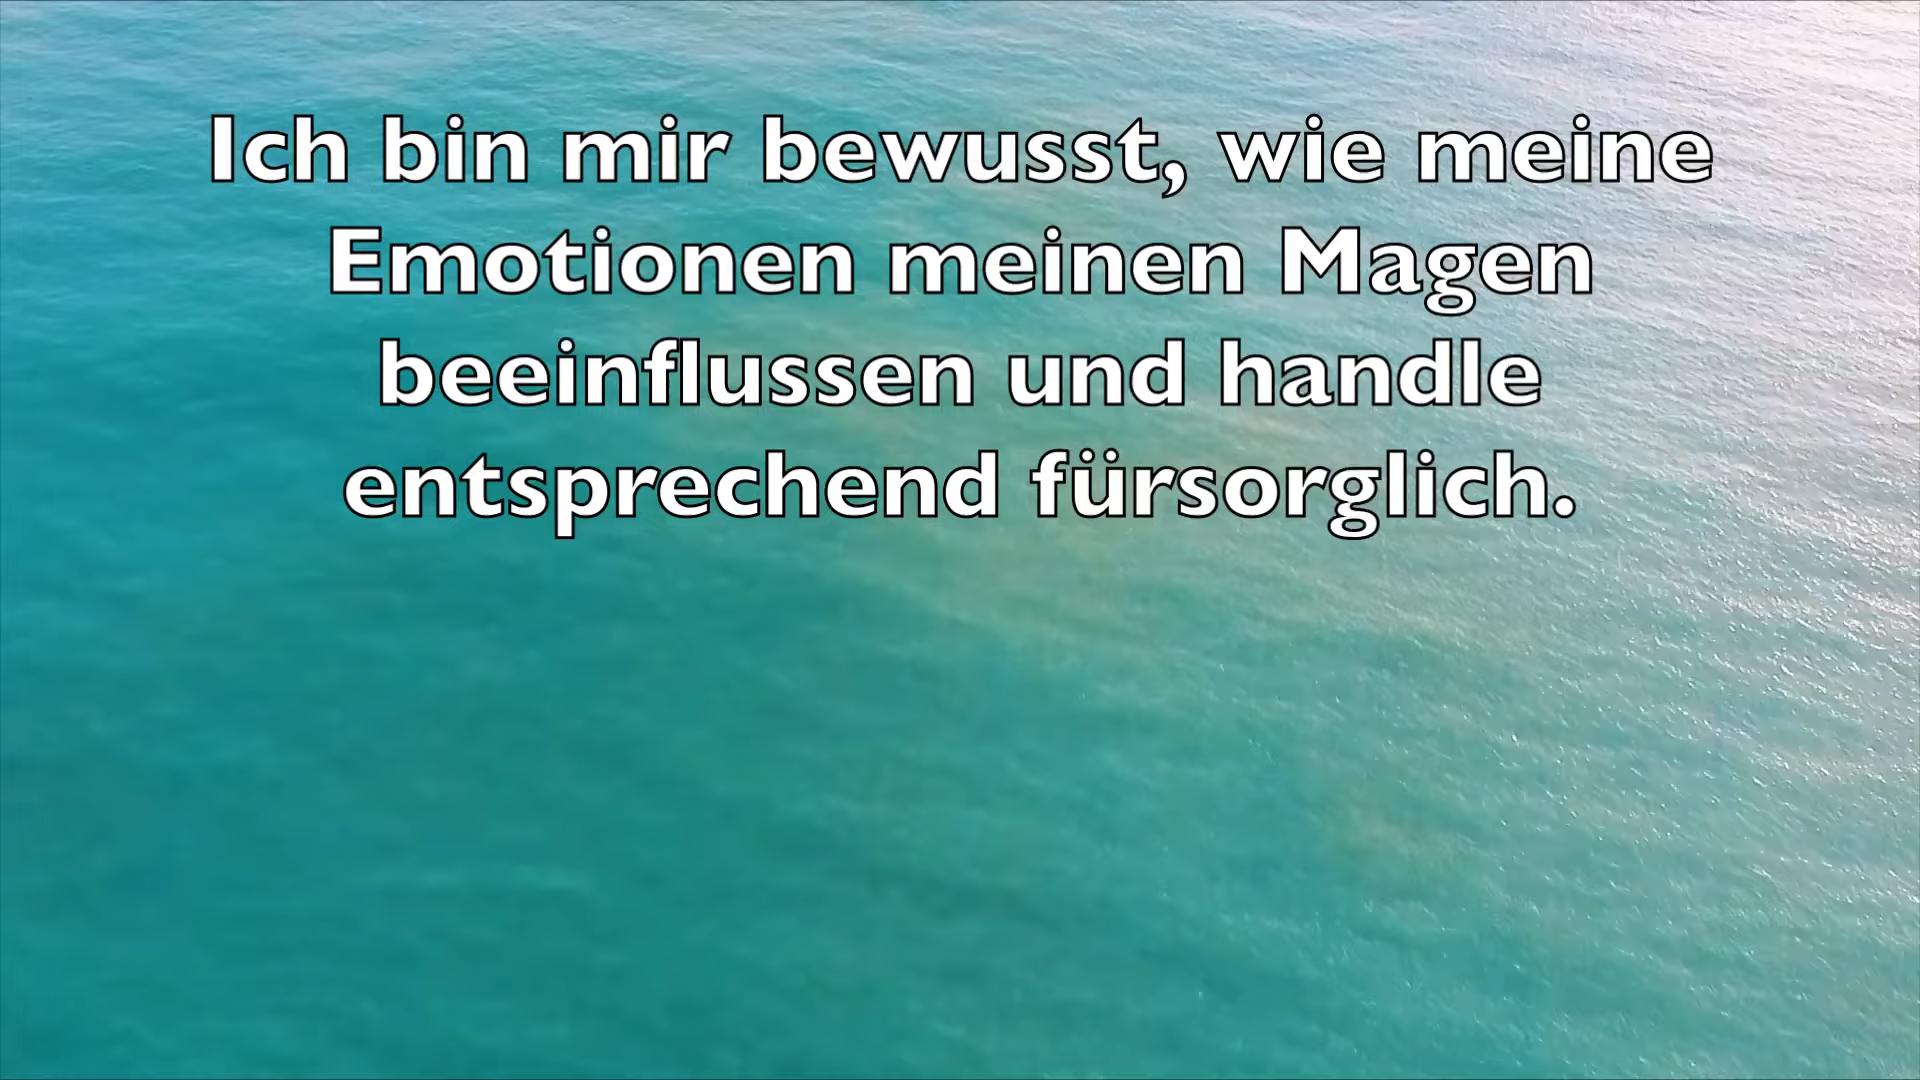 Ich bin mir bewusst, wie meine
Emotionen meinen Magen
beeinflussen und handle
entsprechend fürsorglich.